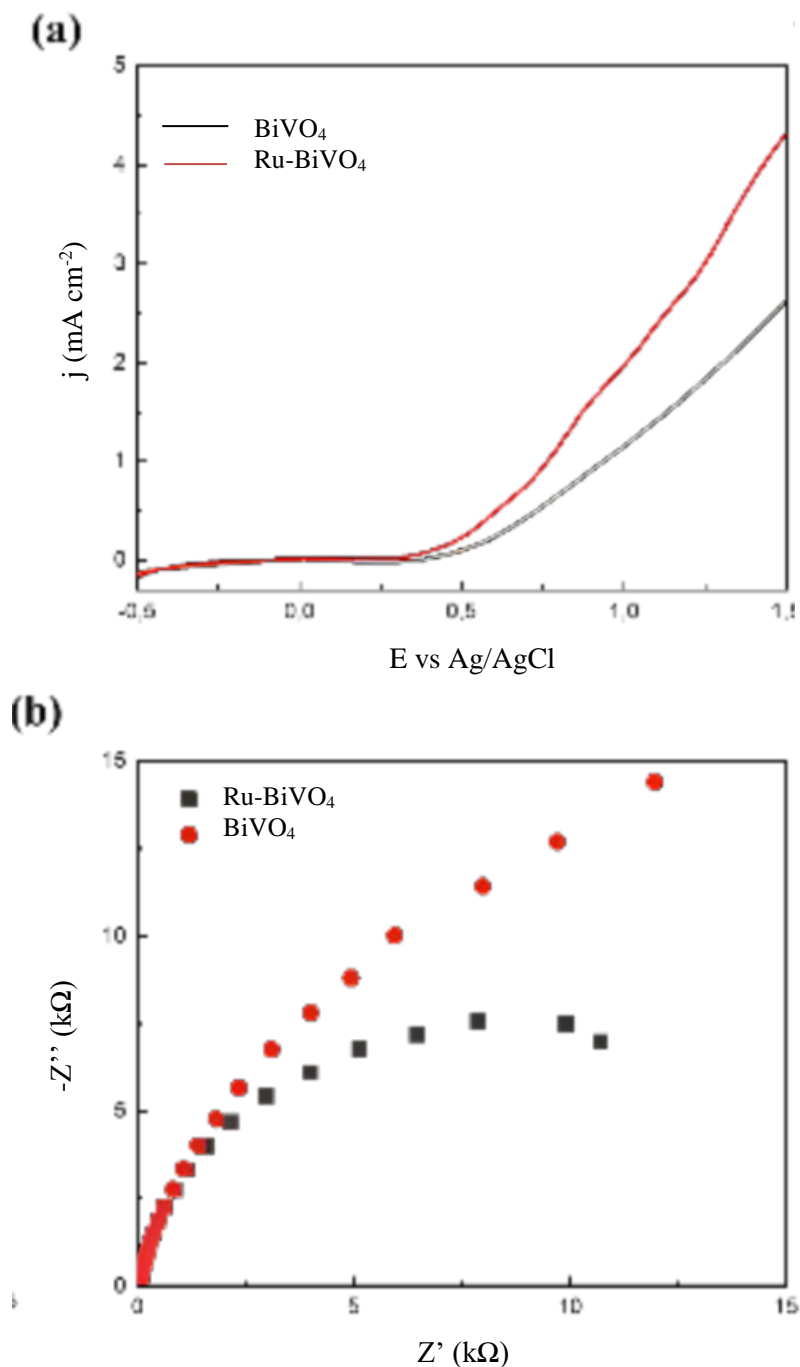 (a)
5
BiVO₄
Ru-BiVO₄
4
3
2
1
0
j (mA cm⁻²)
-0,5 0,0 0,5 1,0 1,5
E vs Ag/AgCl
(b)
15
Ru-BiVO₄
BiVO₄
10
5
0
-Z’’ (kΩ)
0 5 10 15
Z’ (kΩ)